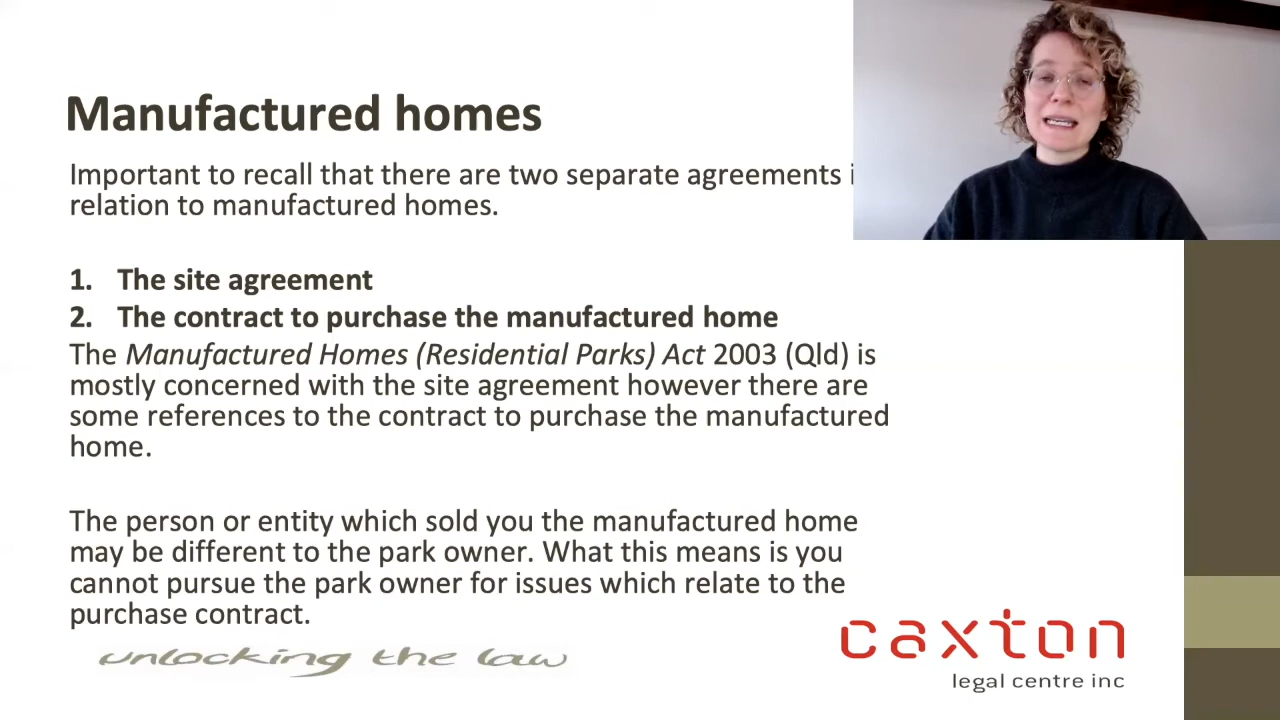 Manufactured homes
Important to recall that there are two separate agreements i
relation to manufactured homes.
1. The site agreement
2. The contract to purchase the manufactured home
The Manufactured Homes (Residential Parks) Act 2003 (Qld) is
mostly concerned with the site agreement however there are
some references to the contract to purchase the manufactured
home.
The person or entity which sold you the manufactured home
may be different to the park owner. What this means is you
cannot pursue the park owner for issues which relate to the
purchase contract.
unlocking the law
caxton
legal centre inc